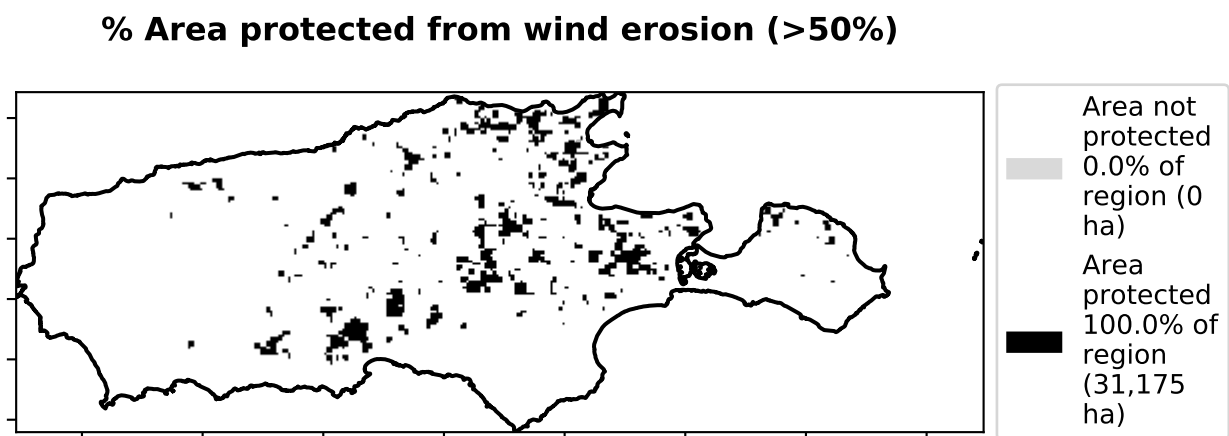 % Area protected from wind erosion (>50%)
Area not
protected
0.0% of
region (0
ha)
Area
protected
100.0% of
region
(31,175
ha)